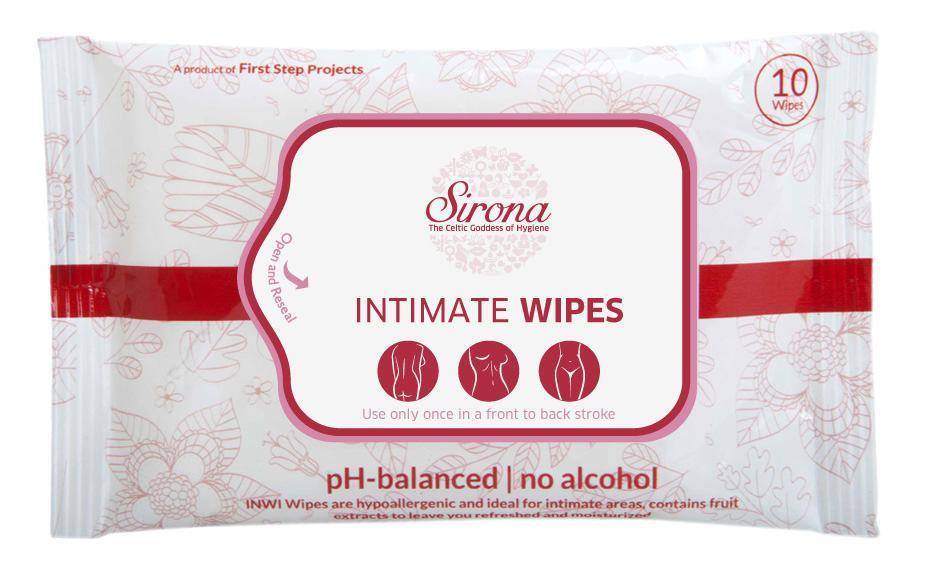 A product of First Step Projects
10
Wipes
Sirona
The Celtic Goddess of Hygiene
Open and Reseal
INTIMATE WIPES
Use only once in a front to back stroke
pH-balanced | no alcohol
INWI Wipes are hypoallergenic and ideal for intimate areas, contains fruit
extracts to leave you refreshed and moisturized